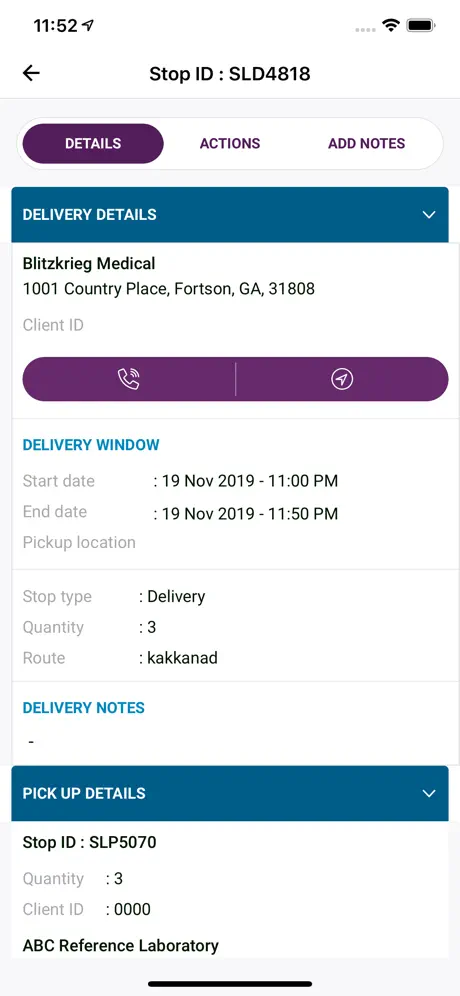 11:52
Stop ID : SLD4818
DETAILS ACTIONS ADD NOTES
DELIVERY DETAILS
Blitzkrieg Medical
1001 Country Place, Fortson, GA, 31808
Client ID
DELIVERY WINDOW
Start date : 19 Nov 2019 - 11:00 PM
End date : 19 Nov 2019 - 11:50 PM
Pickup location
Stop type : Delivery
Quantity : 3
Route : kakkanad
DELIVERY NOTES
-
PICK UP DETAILS
Stop ID : SLP5070
Quantity : 3
Client ID : 0000
ABC Reference Laboratory